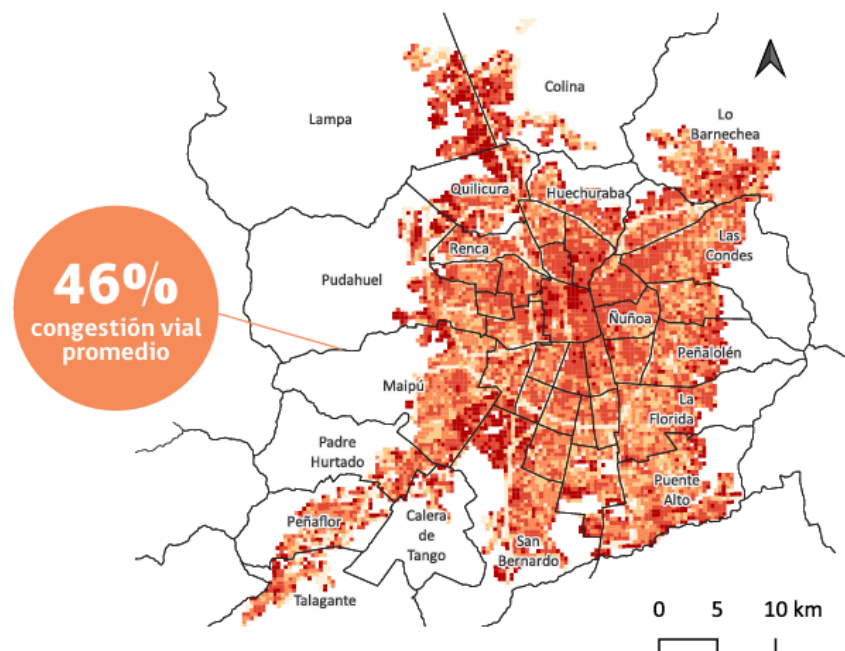 Colina
Lampa
Lo
Barnechea
Quilicura
Huechuraba
46%
congestión vial
promedio
Las
Condes
Renca
Pudahuel
Ñuñoa
Peñalolén
Maipú
La
Florida
Padre
Hurtado
Puente
Alto
Peñaflor
Calera
de
Tango
San
Bernardo
Talagante
0 5 10 km